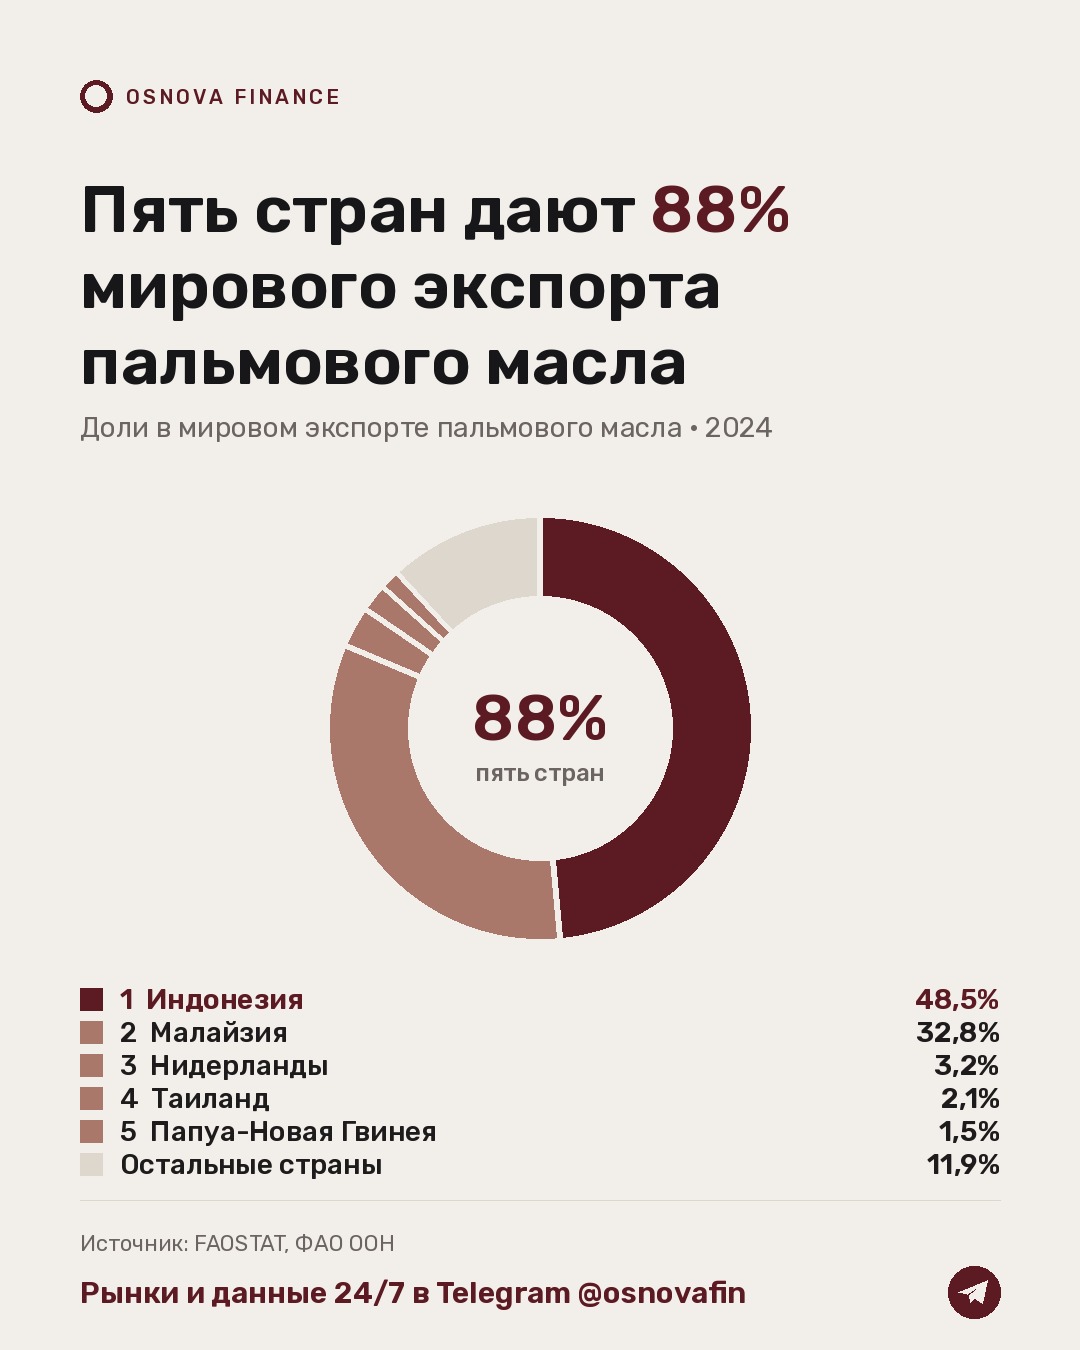 OSNOVA FINANCE
Пять стран дают 88%
мирового экспорта
пальмового масла
Доли в мировом экспорте пальмового масла • 2024
88%
пять стран
1 Индонезия 48,5%
2 Малайзия 32,8%
3 Нидерланды 3,2%
4 Таиланд 2,1%
5 Папуа-Новая Гвинея 1,5%
Остальные страны 11,9%
Источник: FAOSTAT, ФАО ООН
Рынки и данные 24/7 в Telegram @osnovafin